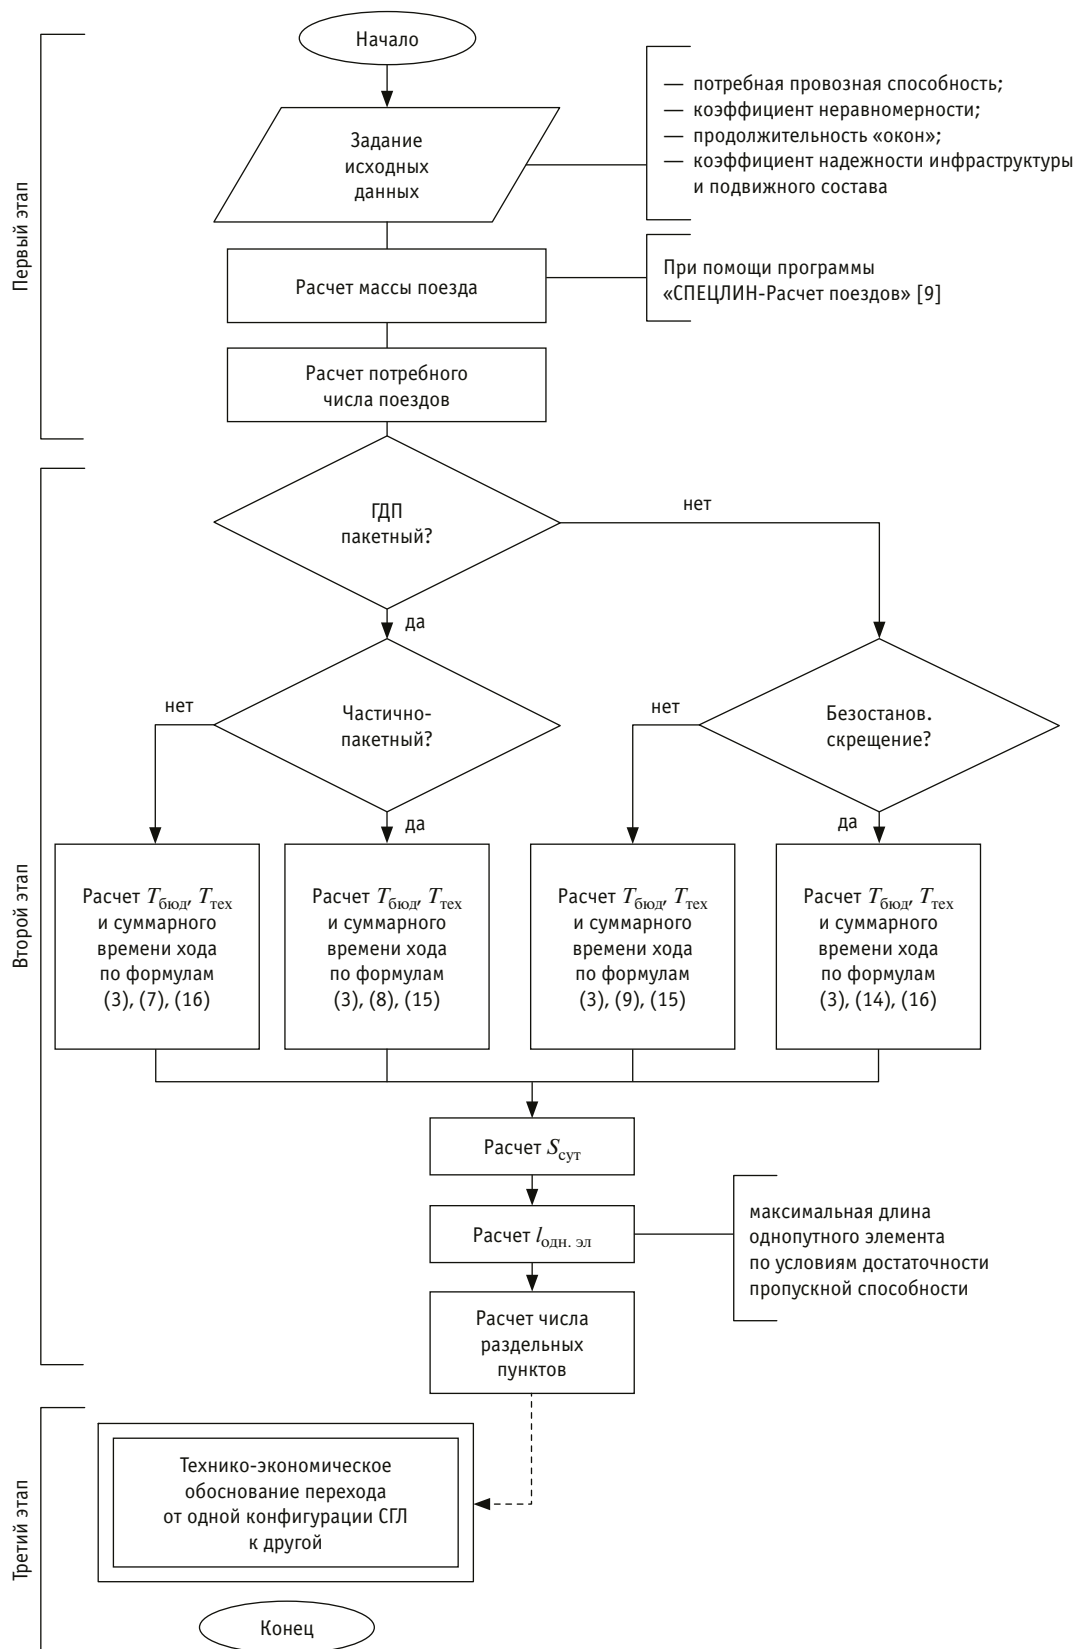 Первый этап
Начало
Задание
исходных
данных
— потребная провозная способность;
— коэффициент неравномерности;
— продолжительность «окон»;
— коэффициент надежности инфраструктуры
и подвижного состава
Расчет массы поезда
При помощи программы
«СПЕЦЛИН-Расчет поездов» [9]
Расчет потребного
числа поездов
Второй этап
ГДП
пакетный?
нет
да
Частично-
пакетный?
нет
да
Безостанов.
скрещение?
нет
да
Расчет Tбюд, Tтех
и суммарного
времени хода
по формулам
(3), (7), (16)
Расчет Tбюд, Tтех
и суммарного
времени хода
по формулам
(3), (8), (15)
Расчет Tбюд, Tтех
и суммарного
времени хода
по формулам
(3), (9), (15)
Расчет Tбюд, Tтех
и суммарного
времени хода
по формулам
(3), (14), (16)
Расчет Sсут
Расчет lодн. эл
максимальная длина
однопутного элемента
по условиям достаточности
пропускной способности
Расчет числа
раздельных
пунктов
Третий этап
Технико-экономическое
обоснование перехода
от одной конфигурации СГЛ
к другой
Конец